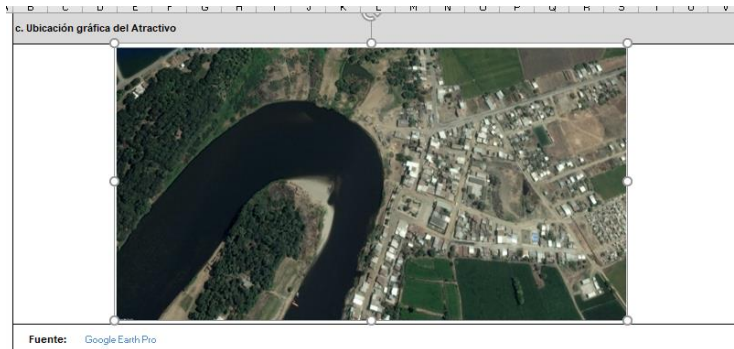 B C D E F G H I J K L M N O P Q R S T U V
c. Ubicación gráfica del Atractivo
Fuente: Google Earth Pro